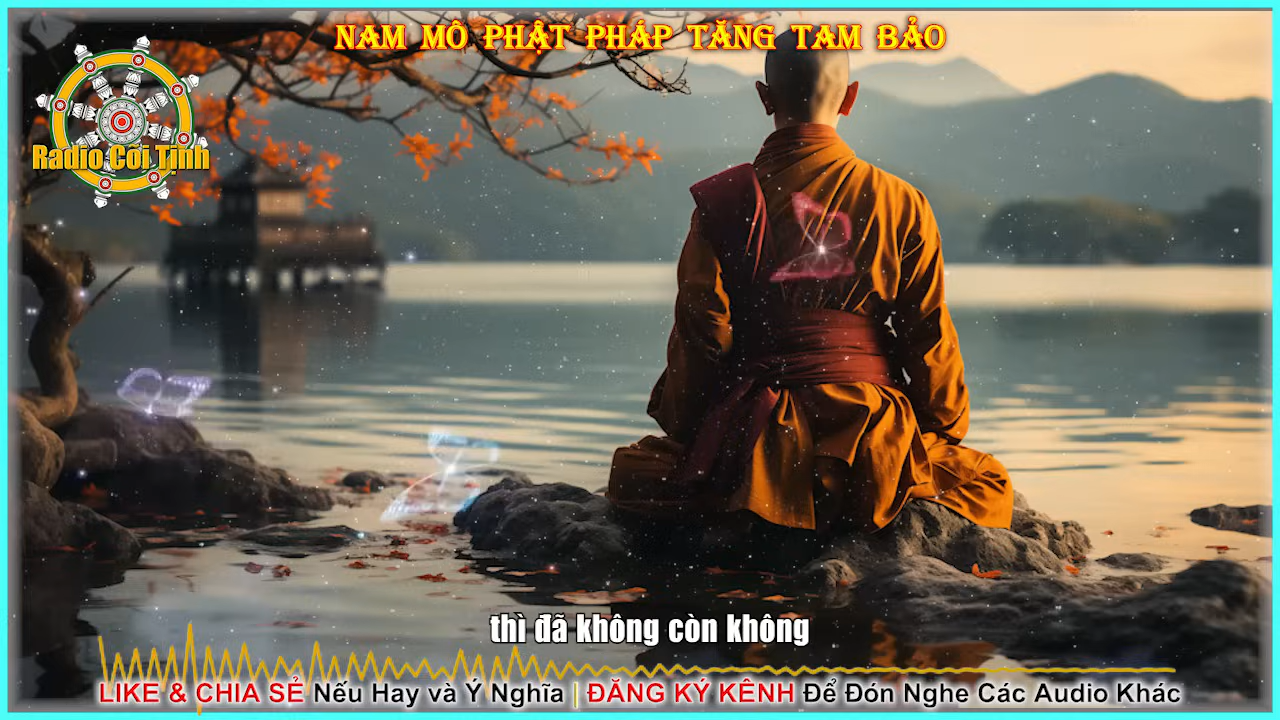 NAM MÔ PHẬT PHÁP TĂNG TAM BẢO
Radio Cõi Tịnh
thì đã không còn không
LIKE & CHIA SẺ Nếu Hay và Ý Nghĩa | ĐĂNG KÝ KÊNH Để Đón Nghe Các Audio Khác